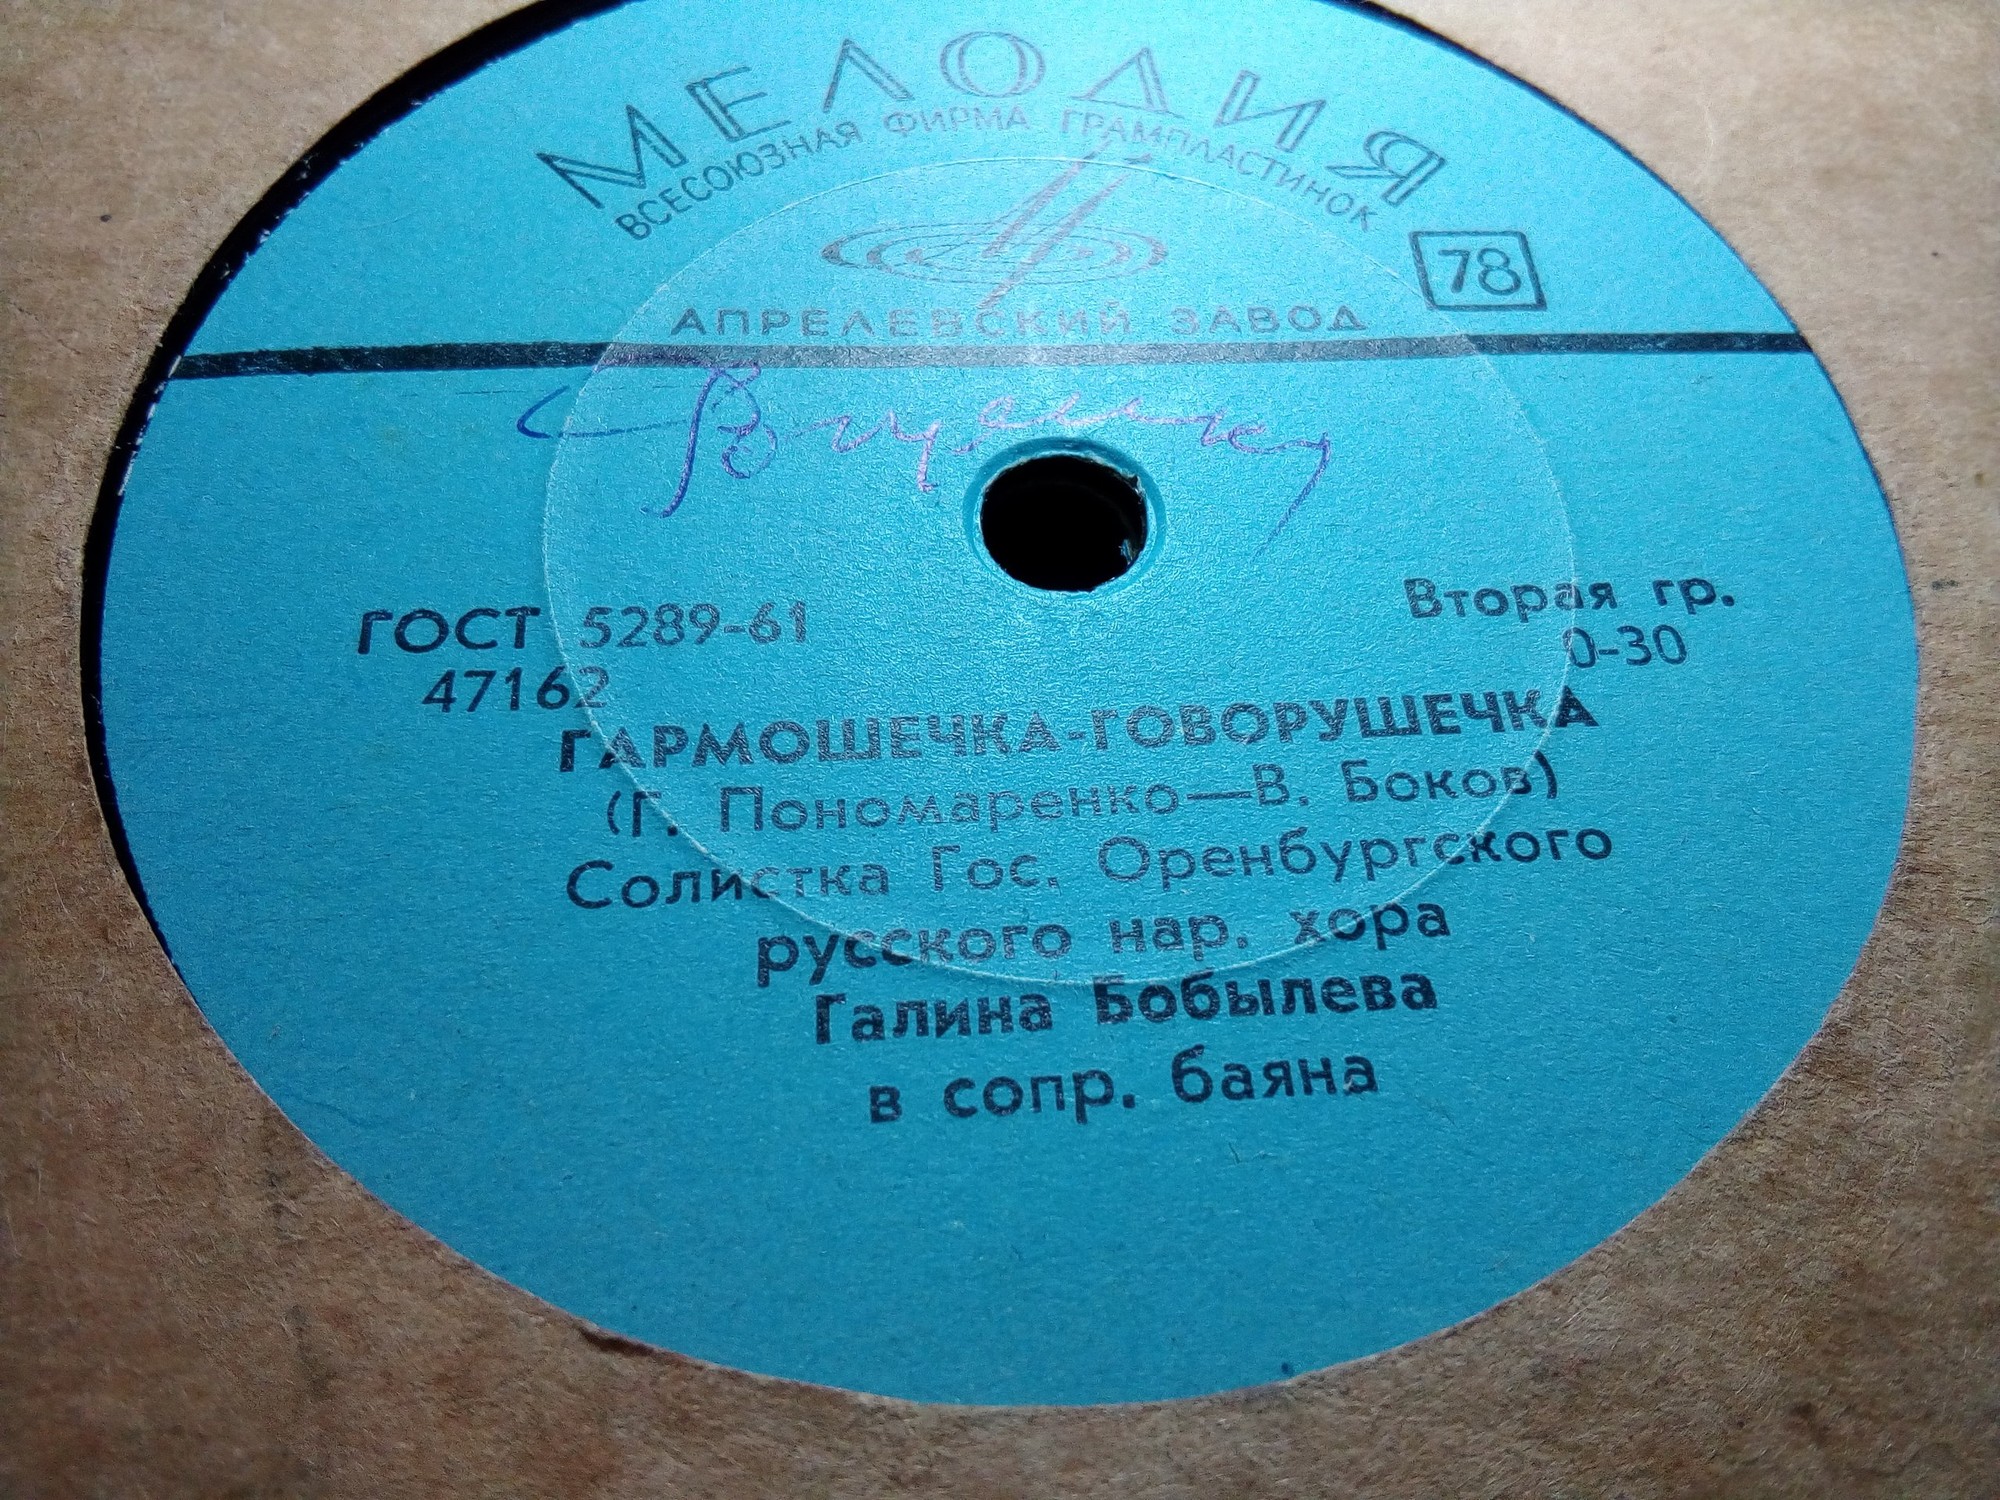 МЕЛОДИЯ
ВСЕСОЮЗНАЯ ФИРМА ГРАМПЛАСТИНОК
78
АПРЕЛЕВСКИЙ ЗАВОД
ГОСТ 5289-61
47162
Вторая гр.
0-30
ГАРМОШЕЧКА-ГОВОРУШЕЧКА
(Г. Пономаренко—В. Боков)
Солистка Гос. Оренбургского
русского нар. хора
Галина Бобылева
в сопр. баяна